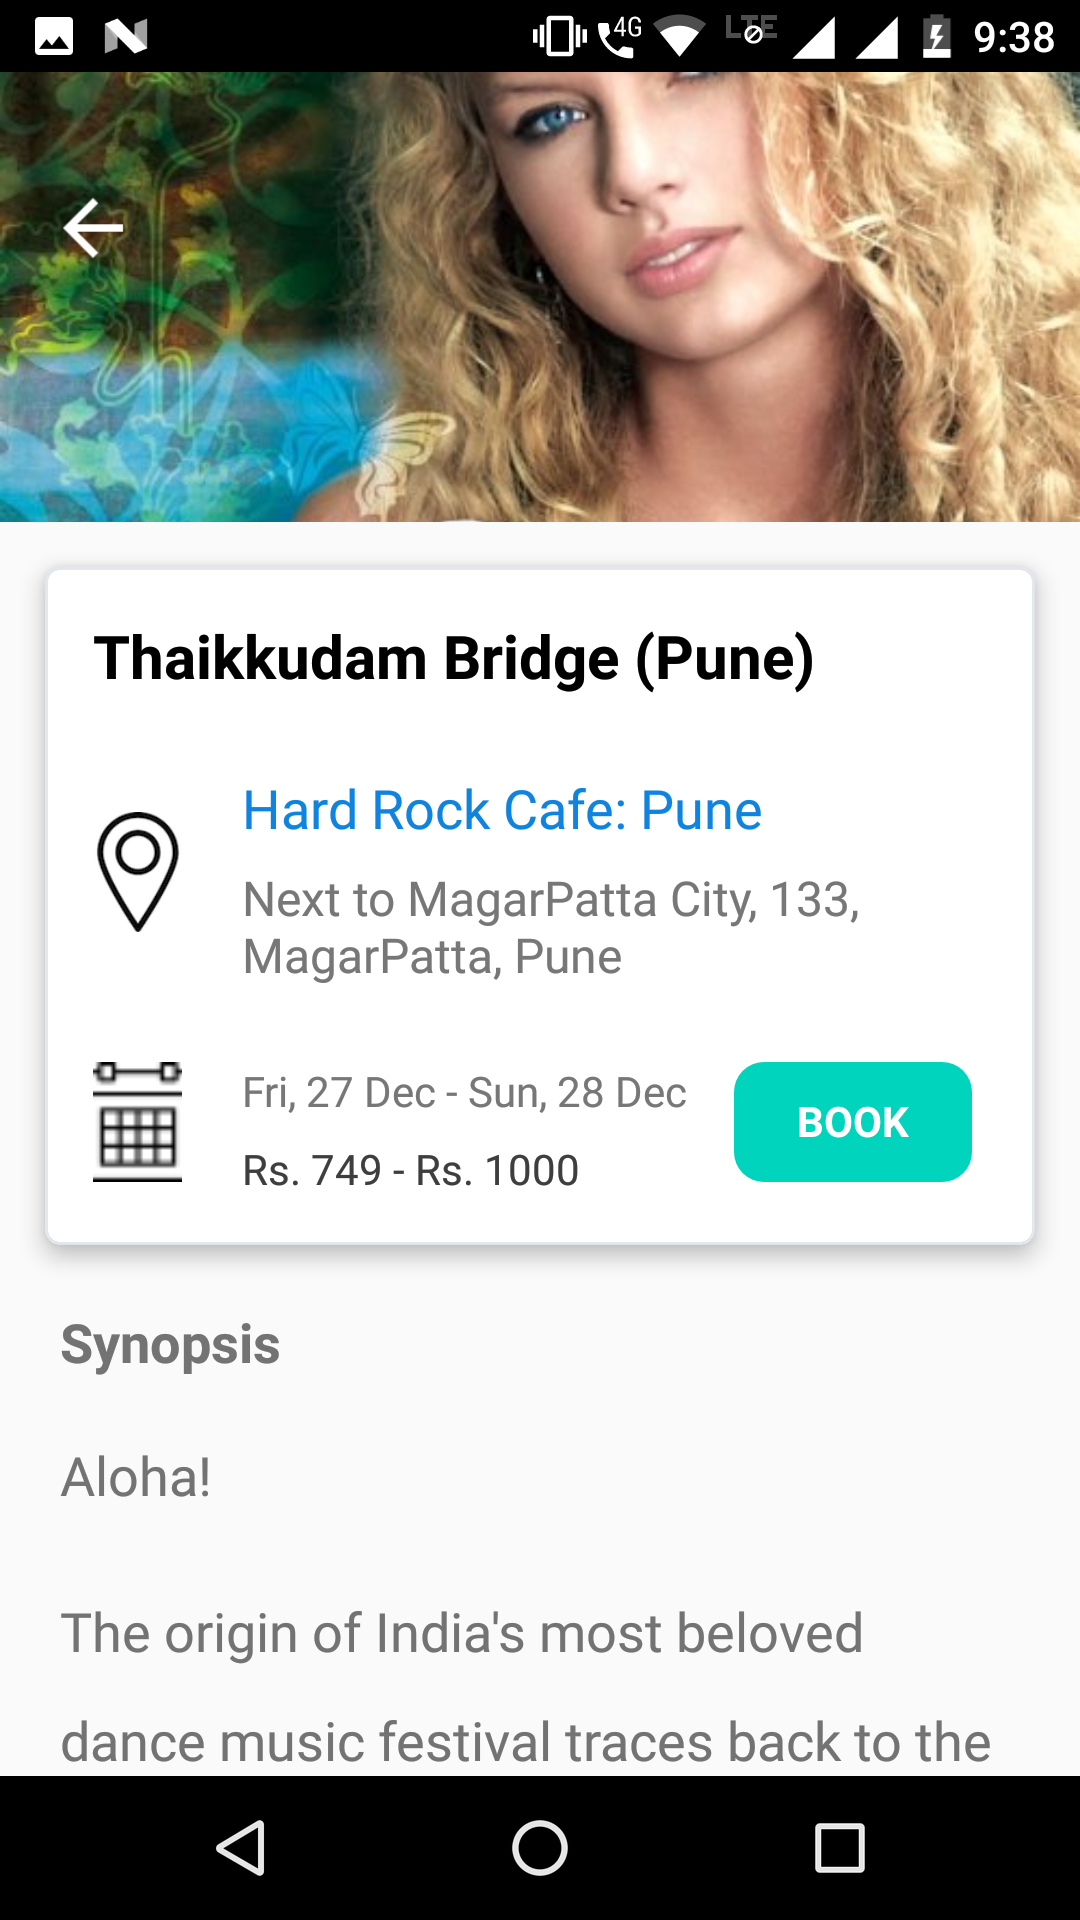 4G LTE 9:38
Thaikkudam Bridge (Pune)
Hard Rock Cafe: Pune
Next to MagarPatta City, 133,
MagarPatta, Pune
Fri, 27 Dec - Sun, 28 Dec
BOOK
Rs. 749 - Rs. 1000
Synopsis
Aloha!
The origin of India's most beloved
dance music festival traces back to the